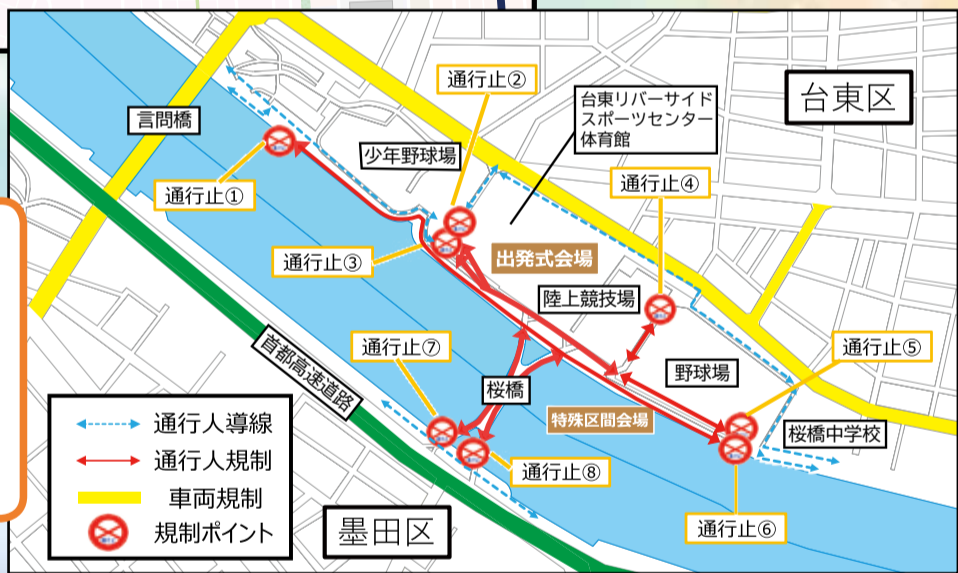 通行止②
台東区
台東リバーサイド
スポーツセンター
体育館
言問橋
少年野球場
通行止①
通行止④
通行止③
出発式会場
陸上競技場
首都高速道路
通行止⑦
通行止⑤
桜橋
野球場
特殊区間会場
桜橋中学校
通行人導線
通行人規制
車両規制
規制ポイント
通行止⑧
墨田区
通行止⑥